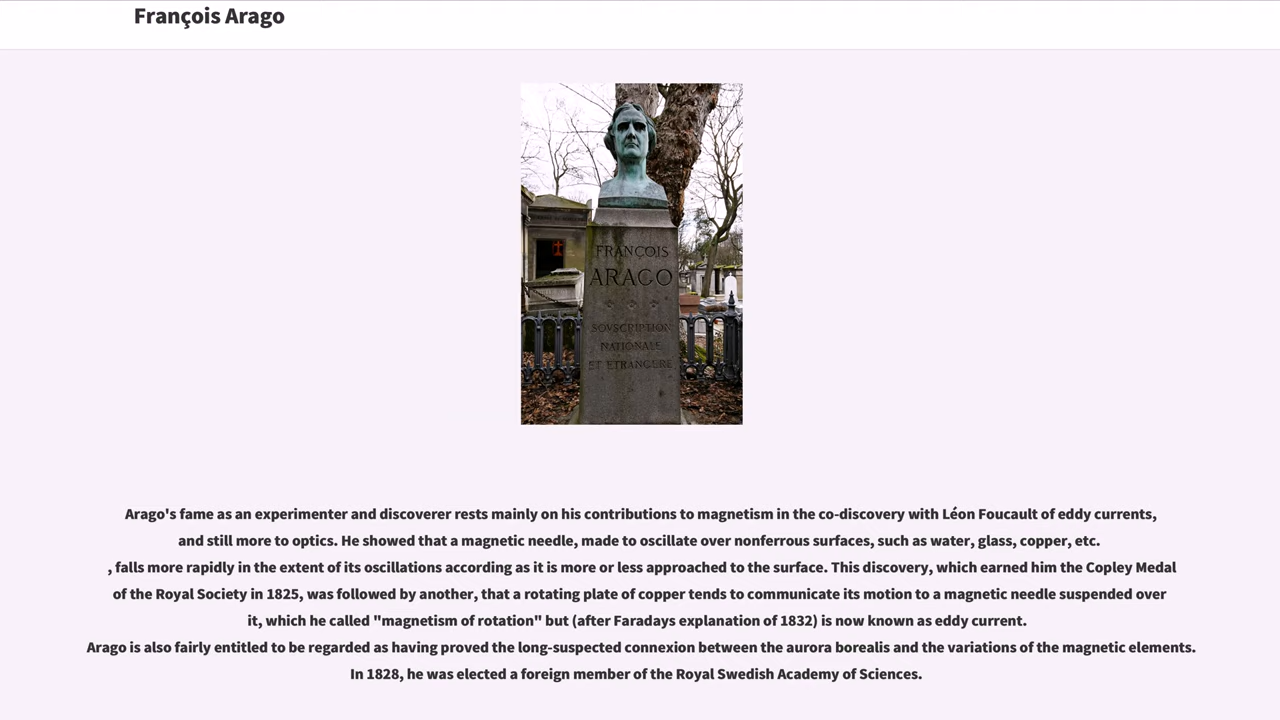 François Arago
FRANÇOIS
ARAGO
SOVSCRIPTION
NATIONALE
ET ETRANGERE
Arago's fame as an experimenter and discoverer rests mainly on his contributions to magnetism in the co-discovery with Léon Foucault of eddy currents,
and still more to optics. He showed that a magnetic needle, made to oscillate over nonferrous surfaces, such as water, glass, copper, etc.
, falls more rapidly in the extent of its oscillations according as it is more or less approached to the surface. This discovery, which earned him the Copley Medal
of the Royal Society in 1825, was followed by another, that a rotating plate of copper tends to communicate its motion to a magnetic needle suspended over
it, which he called "magnetism of rotation" but (after Faradays explanation of 1832) is now known as eddy current.
Arago is also fairly entitled to be regarded as having proved the long-suspected connexion between the aurora borealis and the variations of the magnetic elements.
In 1828, he was elected a foreign member of the Royal Swedish Academy of Sciences.